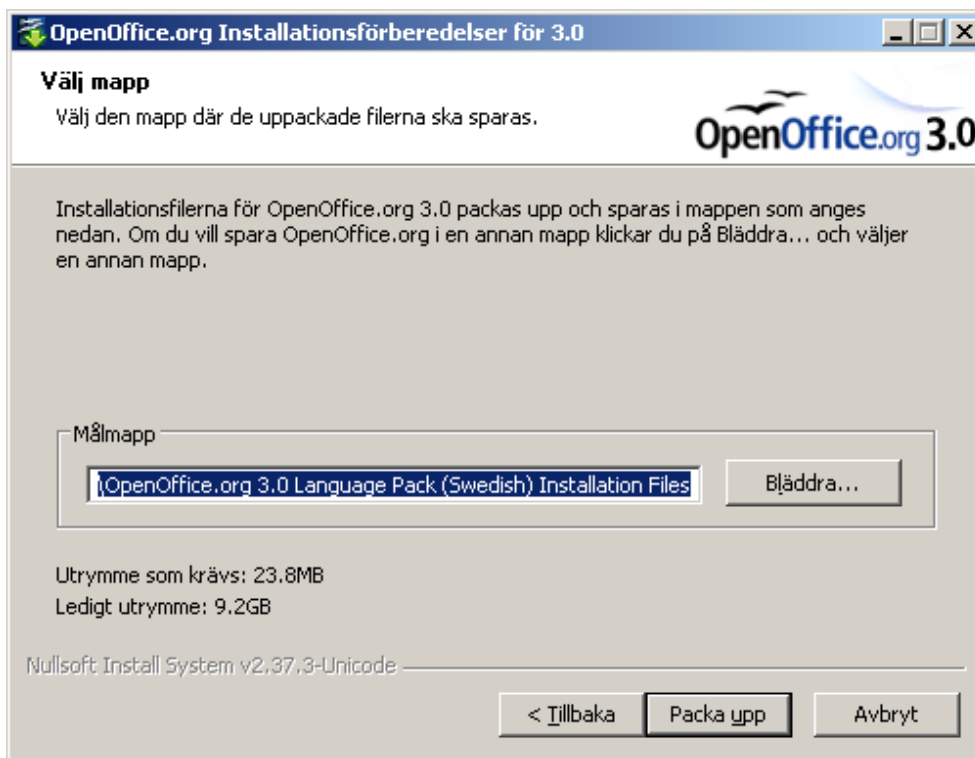 OpenOffice.org Installationsförberedelser för 3.0
Välj mapp
Välj den mapp där de uppackade filerna ska sparas.
OpenOffice.org 3.0
Installationsfilerna för OpenOffice.org 3.0 packas upp och sparas i mappen som anges
nedan. Om du vill spara OpenOffice.org i en annan mapp klickar du på Bläddra... och väljer
en annan mapp.
Målmapp
\OpenOffice.org 3.0 Language Pack (Swedish) Installation Files
Bläddra...
Utrymme som krävs: 23.8MB
Ledigt utrymme: 9.2GB
Nullsoft Install System v2.37.3-Unicode
< Tillbaka
Packa upp
Avbryt